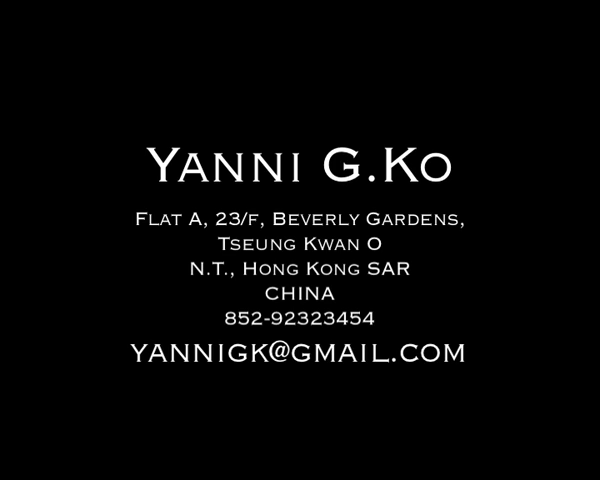 Yanni G.Ko
Flat A, 23/f, Beverly Gardens,
Tseung Kwan O
N.T., Hong Kong SAR
CHINA
852-92323454
YANNIGK@GMAIL.COM